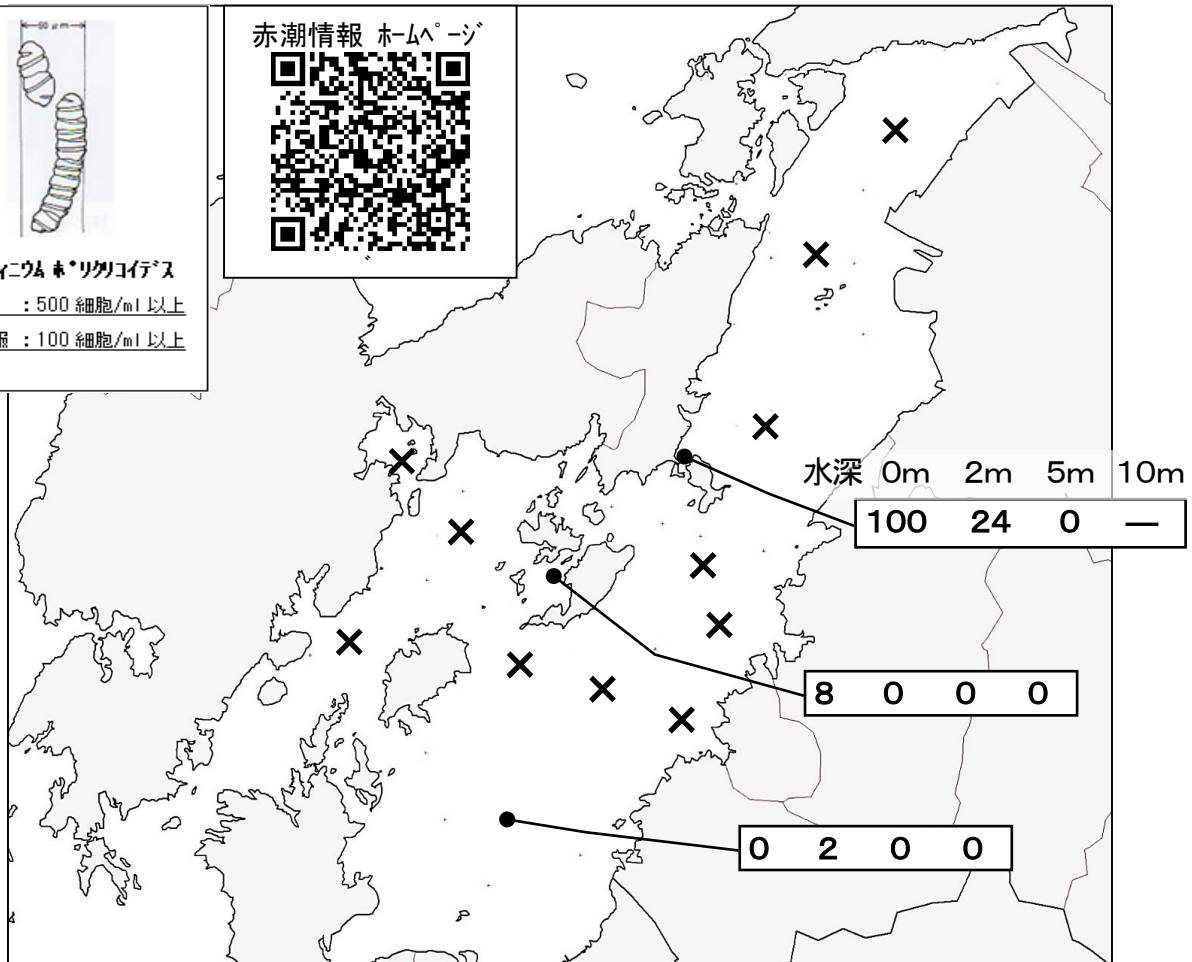 50μm
赤潮情報 ホームページ
ィニウム ポリクリコイデス
：500 細胞/ml 以上
：100 細胞/ml 以上
水深 0m 2m 5m 10m
100 24 0 —
8 0 0 0
0 2 0 0